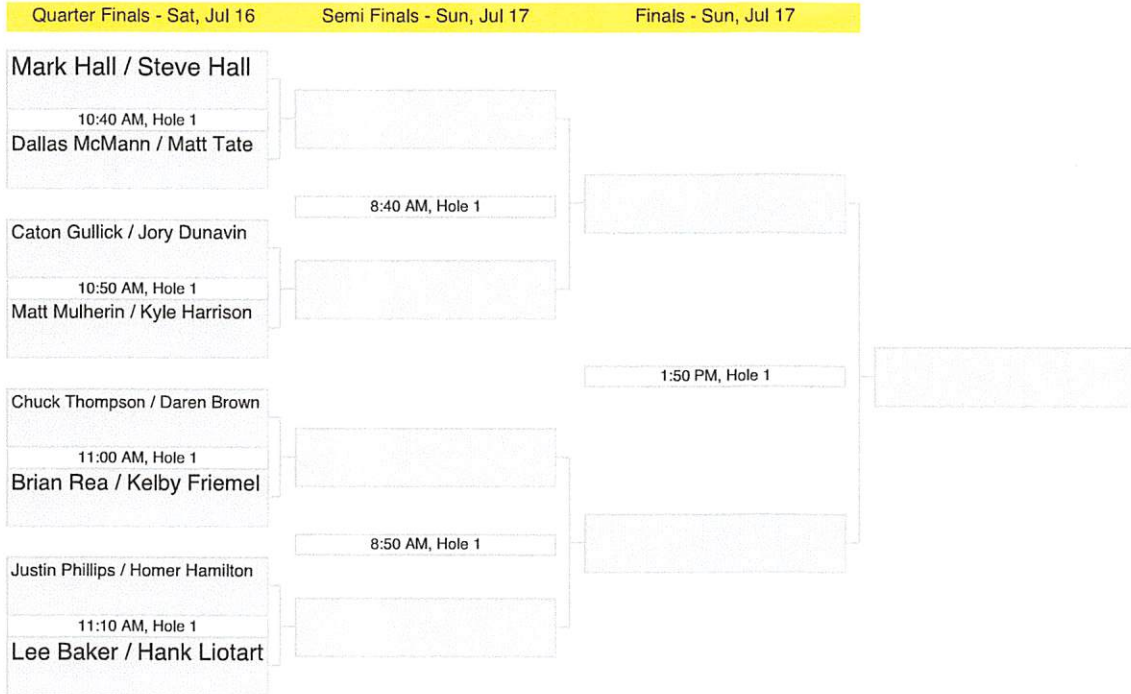 Quarter Finals - Sat, Jul 16
Semi Finals - Sun, Jul 17
Finals - Sun, Jul 17
Mark Hall / Steve Hall
10:40 AM, Hole 1
Dallas McMann / Matt Tate
8:40 AM, Hole 1
Caton Gullick / Jory Dunavin
10:50 AM, Hole 1
Matt Mulherin / Kyle Harrison
1:50 PM, Hole 1
Chuck Thompson / Daren Brown
11:00 AM, Hole 1
Brian Rea / Kelby Friemel
8:50 AM, Hole 1
Justin Phillips / Homer Hamilton
11:10 AM, Hole 1
Lee Baker / Hank Liotart